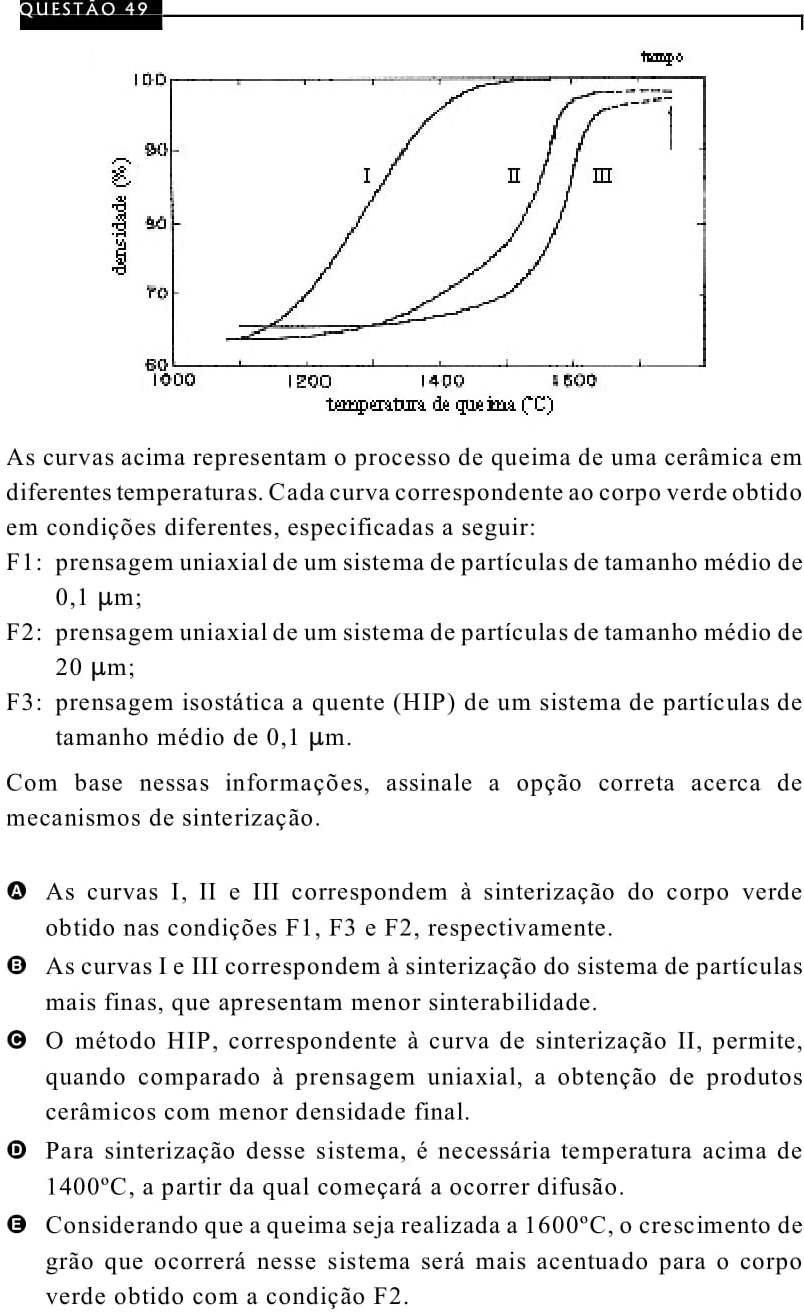 QUESTÃO 49
tempo
100
90
I
II
III
80
70
60
densidade (%)
1000 1200 1400 1600
temperatura de queima (°C)
As curvas acima representam o processo de queima de uma cerâmica em
diferentes temperaturas. Cada curva correspondente ao corpo verde obtido
em condições diferentes, especificadas a seguir:
F1: prensagem uniaxial de um sistema de partículas de tamanho médio de
0,1 µm;
F2: prensagem uniaxial de um sistema de partículas de tamanho médio de
20 µm;
F3: prensagem isostática a quente (HIP) de um sistema de partículas de
tamanho médio de 0,1 µm.
Com base nessas informações, assinale a opção correta acerca de
mecanismos de sinterização.
A As curvas I, II e III correspondem à sinterização do corpo verde
obtido nas condições F1, F3 e F2, respectivamente.
B As curvas I e III correspondem à sinterização do sistema de partículas
mais finas, que apresentam menor sinterabilidade.
C O método HIP, correspondente à curva de sinterização II, permite,
quando comparado à prensagem uniaxial, a obtenção de produtos
cerâmicos com menor densidade final.
D Para sinterização desse sistema, é necessária temperatura acima de
1400ºC, a partir da qual começará a ocorrer difusão.
E Considerando que a queima seja realizada a 1600ºC, o crescimento de
grão que ocorrerá nesse sistema será mais acentuado para o corpo
verde obtido com a condição F2.